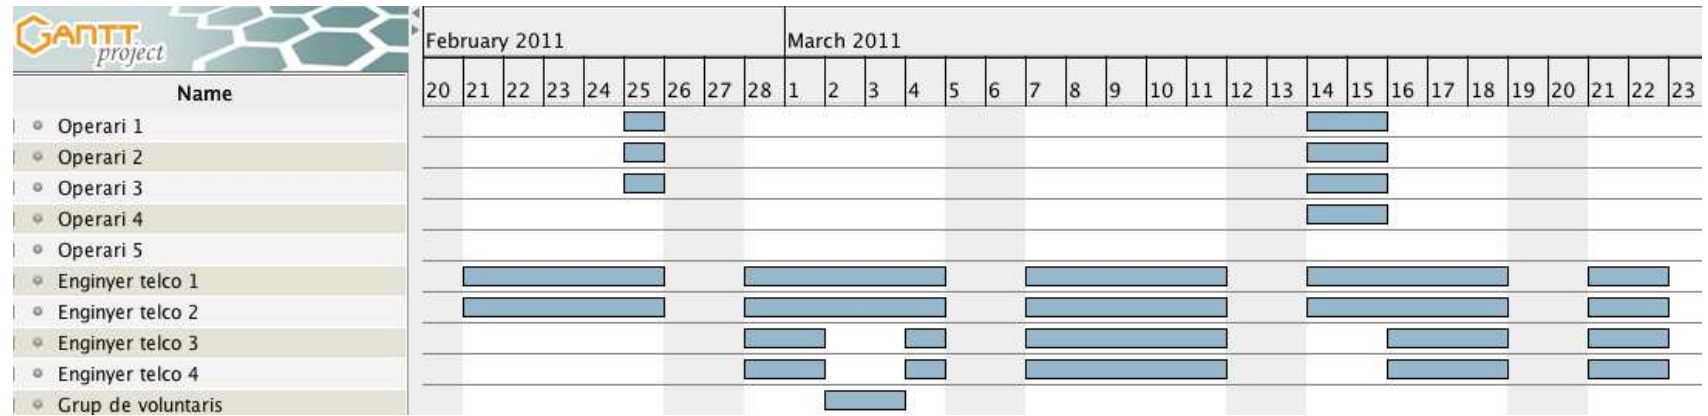 GANTT
project
February 2011 March 2011
Name 20 21 22 23 24 25 26 27 28 1 2 3 4 5 6 7 8 9 10 11 12 13 14 15 16 17 18 19 20 21 22 23
Operari 1
Operari 2
Operari 3
Operari 4
Operari 5
Enginyer telco 1
Enginyer telco 2
Enginyer telco 3
Enginyer telco 4
Grup de voluntaris